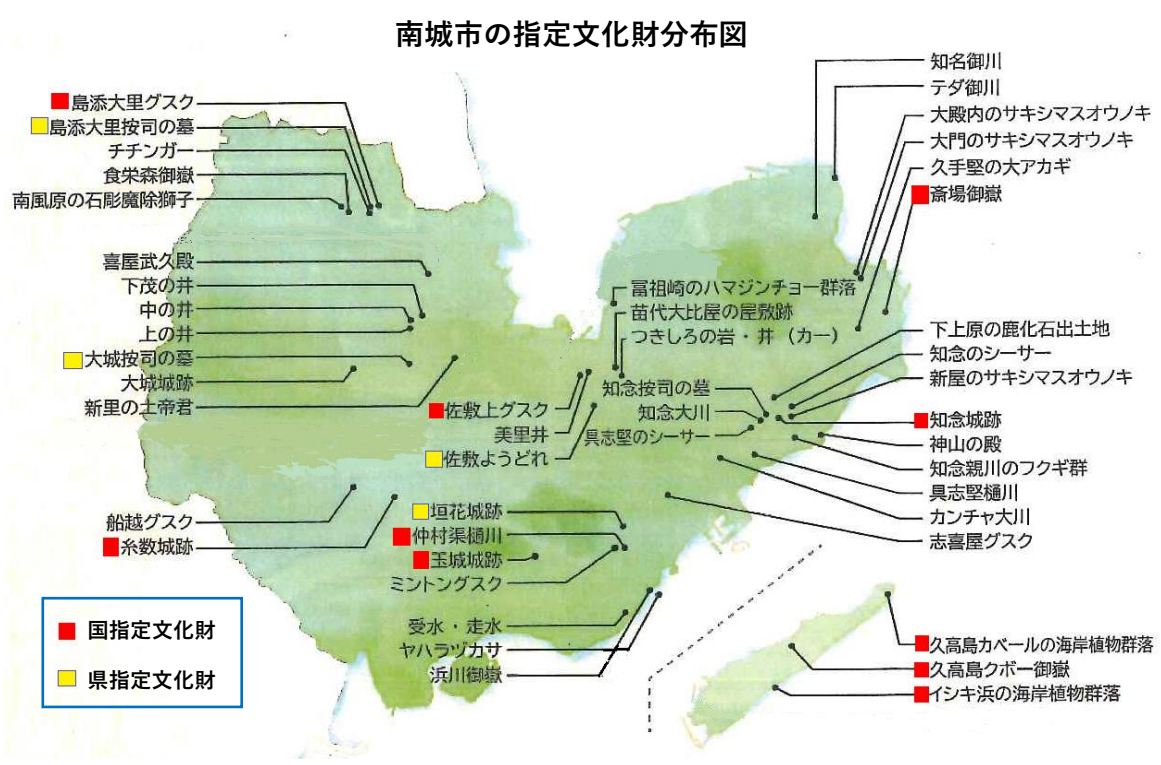 南城市の指定文化財分布図
島添大里グスク
島添大里按司の墓
チチンガー
食栄森御嶽
南風原の石彫魔除獅子
喜屋武久殿
下茂の井
中の井
上の井
大城按司の墓
大城城跡
新里の土帝君
船越グスク
糸数城跡
佐敷上グスク
美里井
佐敷ようどれ
垣花城跡
仲村渠樋川
玉城城跡
ミントングスク
受水・走水
ヤハラヅカサ
浜川御嶽
冨祖崎のハマジンチョー群落
苗代大比屋の屋敷跡
つきしろの岩・井（カー）
知念按司の墓
知念大川
具志堅のシーサー
知名御川
テダ御川
大殿内のサキシマスオウノキ
大門のサキシマスオウノキ
久手堅の大アカギ
斎場御嶽
下上原の鹿化石出土地
知念のシーサー
新屋のサキシマスオウノキ
知念城跡
神山の殿
知念親川のフクギ群
具志堅樋川
カンチャ大川
志喜屋グスク
久高島カベールの海岸植物群落
久高島クボー御嶽
イシキ浜の海岸植物群落
国指定文化財
県指定文化財